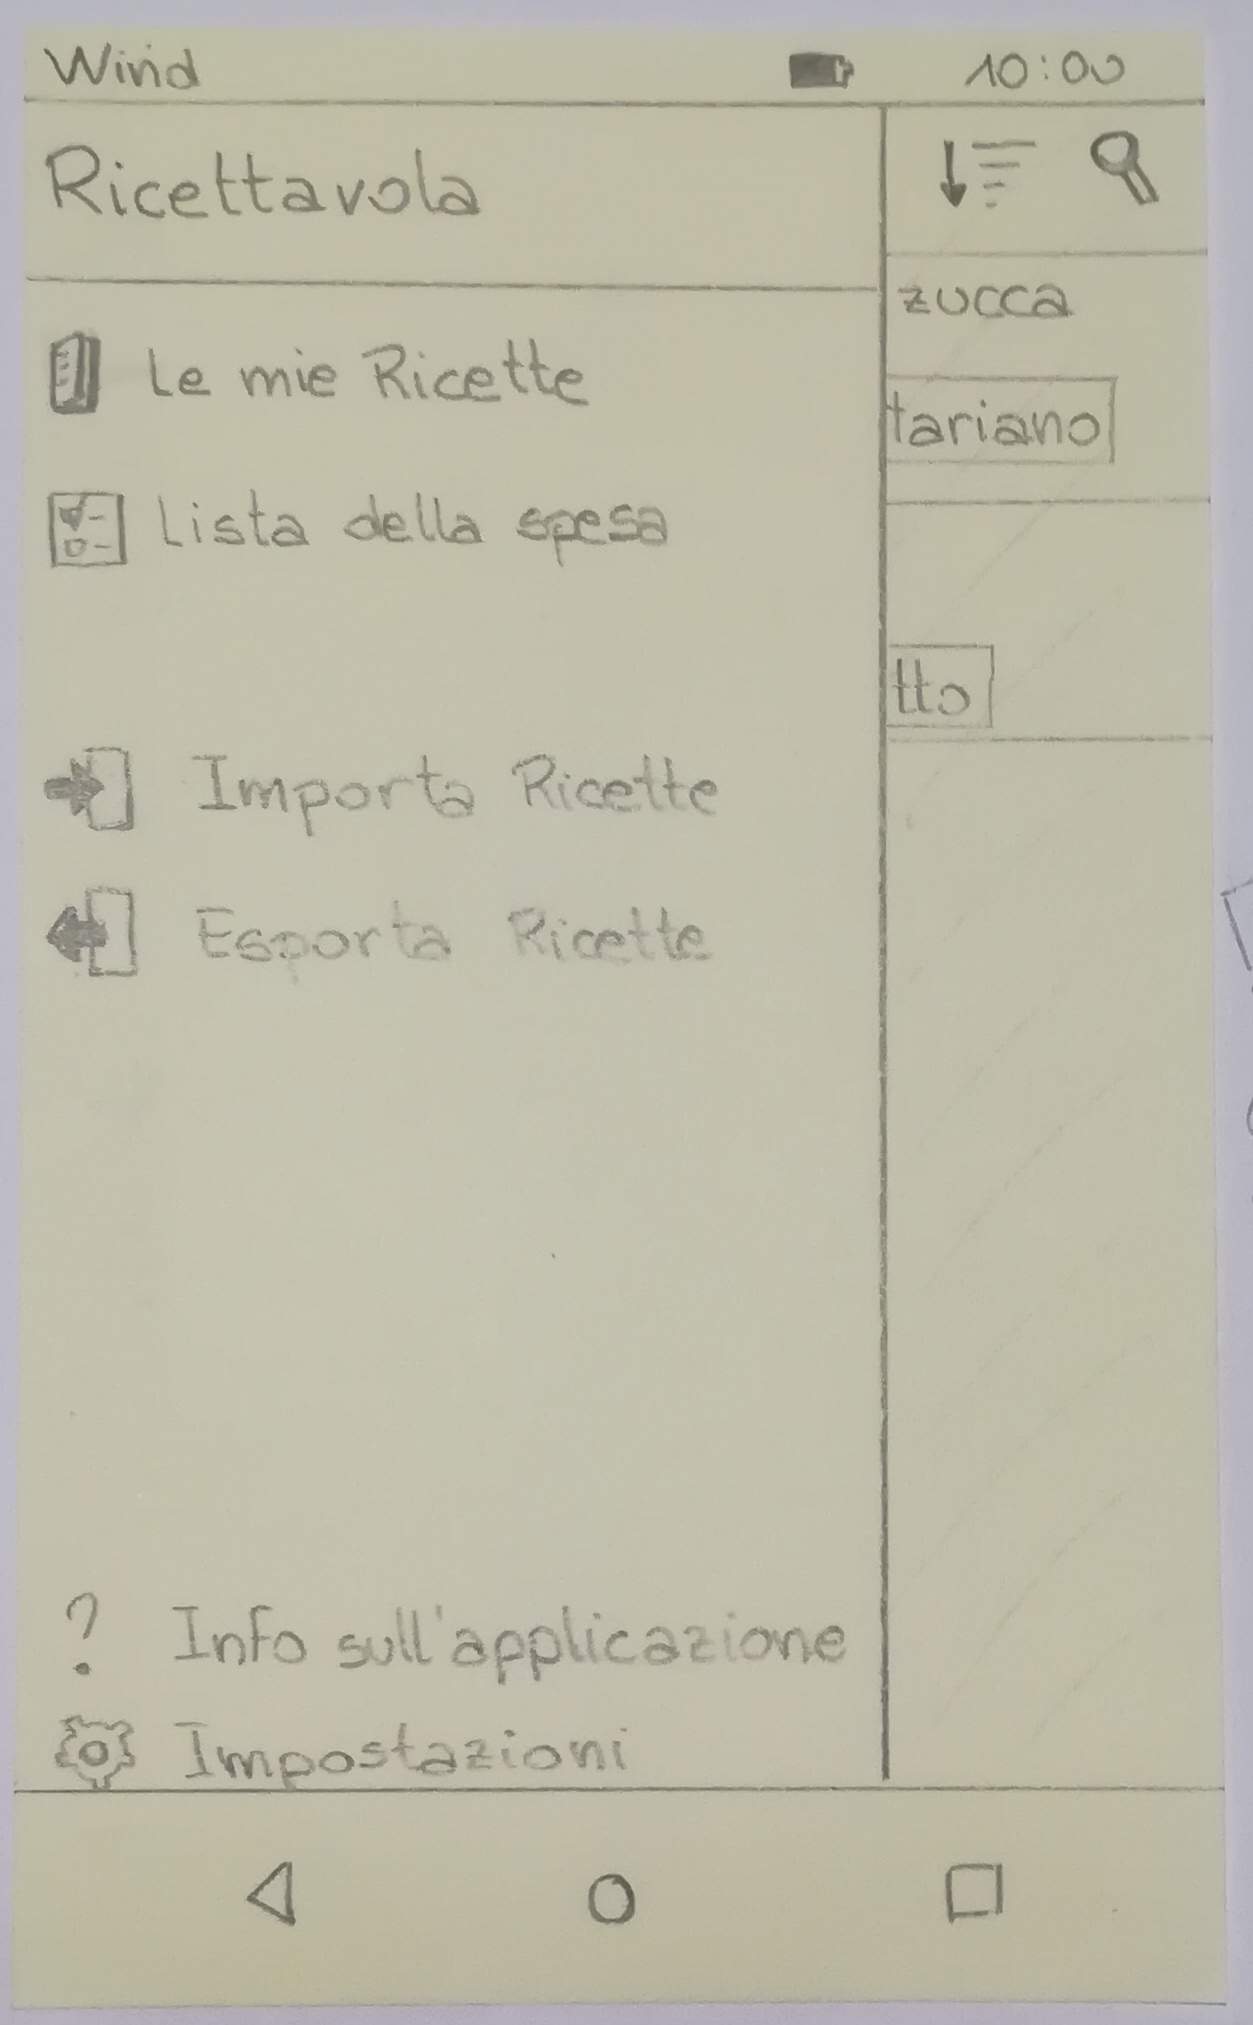 Wind 10:00
Ricettavola
zucca
Le mie Ricette
tariano
Lista della spesa
tto
Importa Ricette
Esporta Ricette
? Info sull'applicazione
Impostazioni